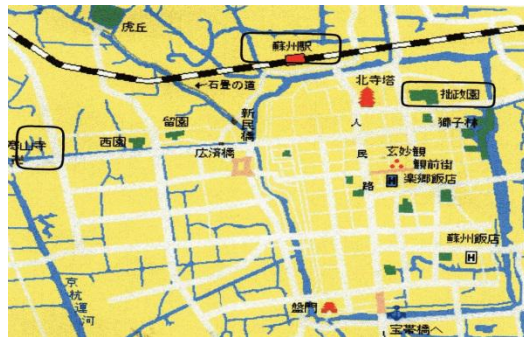 虎丘
蘇州駅
←石畳の道
北寺塔
拙政園
獅子林
留園
西園
新民橋
広済橋
人民路
玄妙観
観前街
楽郷飯店
寒山寺
蘇州飯店
H
H
京杭運河
盤門
宝帯橋へ